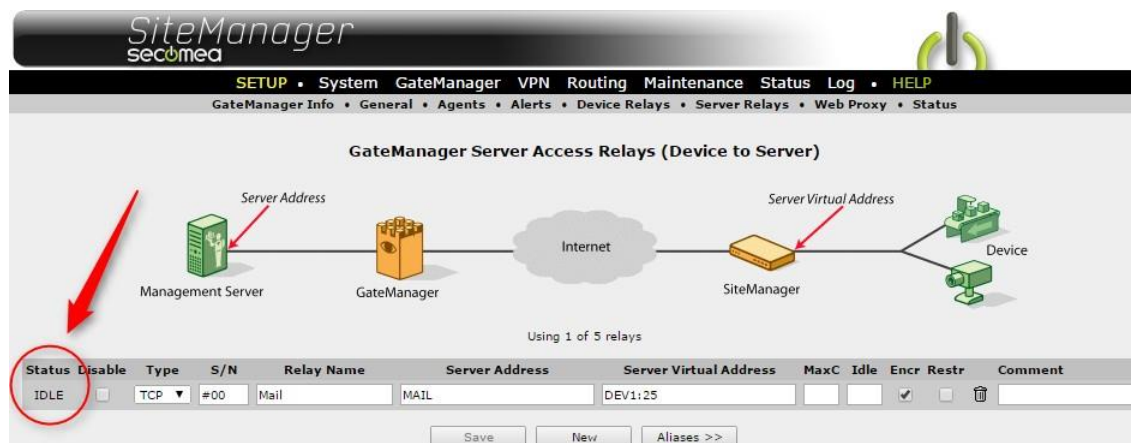 SiteManager
secomea
SETUP • System GateManager VPN Routing Maintenance Status Log • HELP
GateManager Info • General • Agents • Alerts • Device Relays • Server Relays • Web Proxy • Status
GateManager Server Access Relays (Device to Server)
Server Address
Server Virtual Address
Internet
Device
Management Server
GateManager
SiteManager
Using 1 of 5 relays
Status Disable Type S/N Relay Name Server Address Server Virtual Address MaxC Idle Encr Restr Comment
IDLE TCP #00 Mail MAIL DEV1:25
Save New Aliases >>